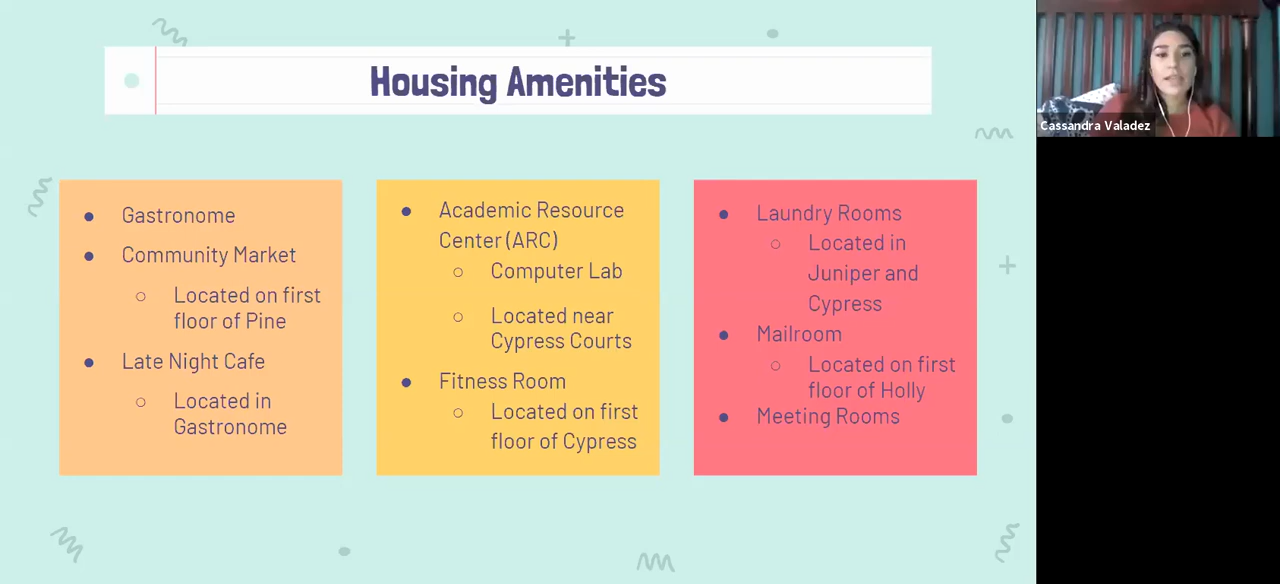 Housing Amenities
Gastronome
Community Market
Located on first
floor of Pine
Late Night Cafe
Located in
Gastronome
Academic Resource
Center (ARC)
Computer Lab
Located near
Cypress Courts
Fitness Room
Located on first
floor of Cypress
Laundry Rooms
Located in
Juniper and
Cypress
Mailroom
Located on first
floor of Holly
Meeting Rooms
Cassandra Valadez